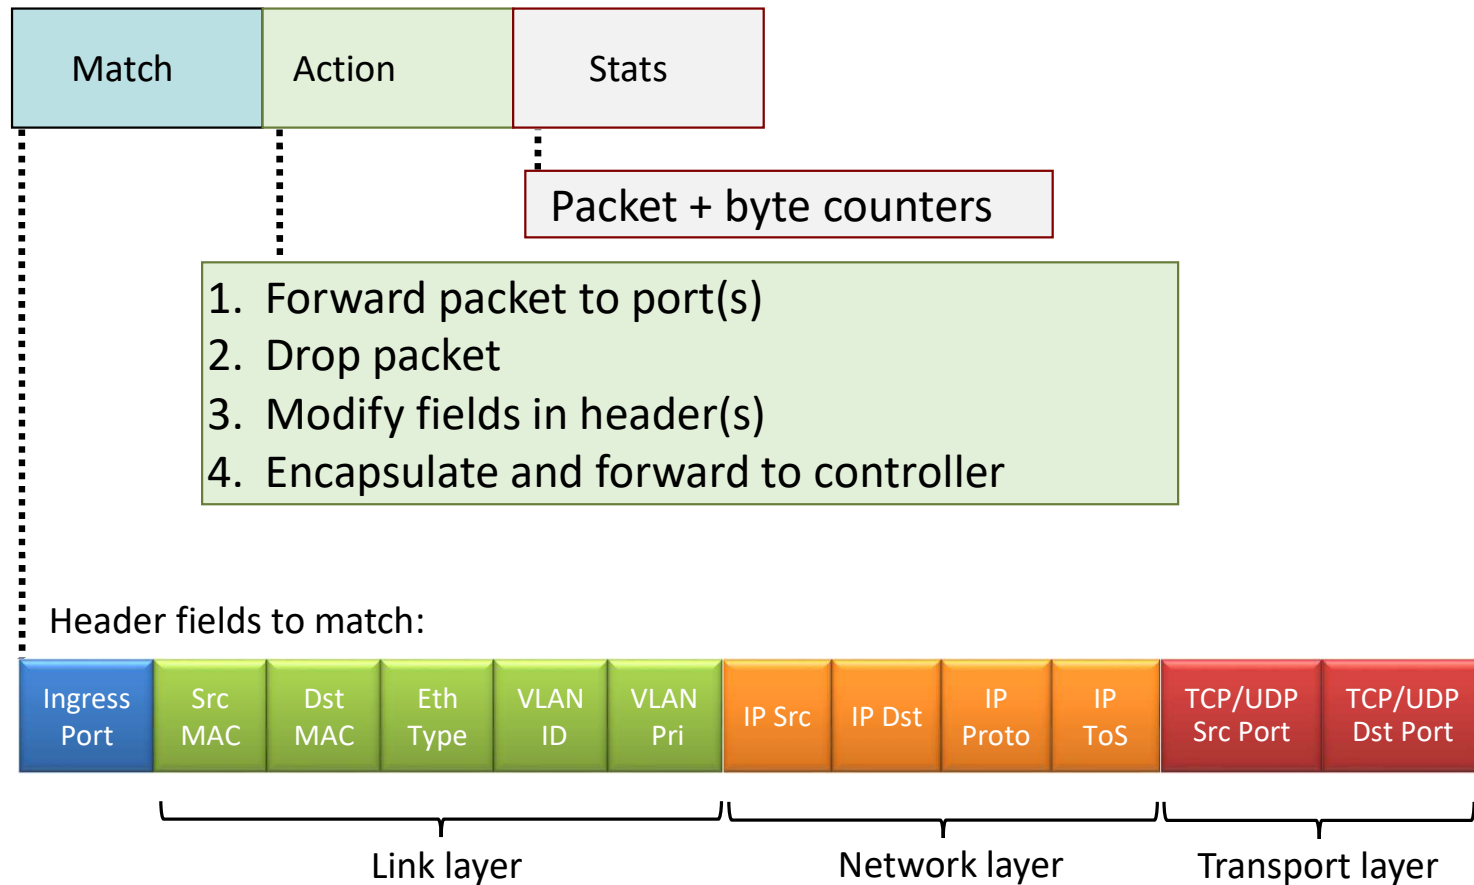 Match
Action
Stats
Packet + byte counters
1. Forward packet to port(s)
2. Drop packet
3. Modify fields in header(s)
4. Encapsulate and forward to controller
Header fields to match:
Ingress
Port
Src
MAC
Dst
MAC
Eth
Type
VLAN
ID
VLAN
Pri
IP Src
IP Dst
IP
Proto
IP
ToS
TCP/UDP
Src Port
TCP/UDP
Dst Port
Link layer
Network layer
Transport layer